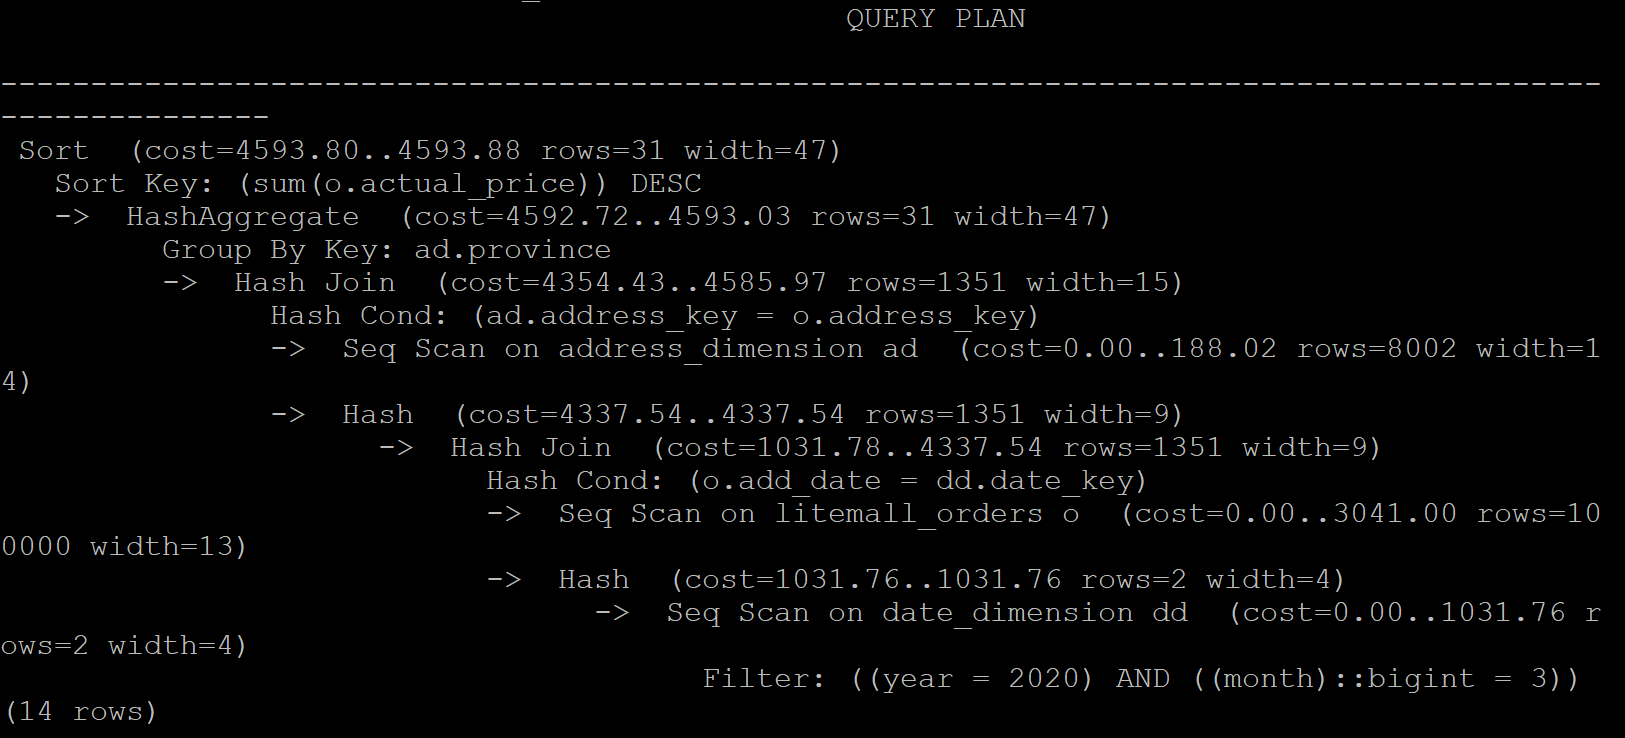 QUERY PLAN
-----------------------------------------------------------------------------------------
---------------
 Sort  (cost=4593.80..4593.88 rows=31 width=47)
   Sort Key: (sum(o.actual_price)) DESC
   ->  HashAggregate  (cost=4592.72..4593.03 rows=31 width=47)
         Group By Key: ad.province
         ->  Hash Join  (cost=4354.43..4585.97 rows=1351 width=15)
               Hash Cond: (ad.address_key = o.address_key)
               ->  Seq Scan on address_dimension ad  (cost=0.00..188.02 rows=8002 width=1
4)
               ->  Hash  (cost=4337.54..4337.54 rows=1351 width=9)
                     ->  Hash Join  (cost=1031.78..4337.54 rows=1351 width=9)
                           Hash Cond: (o.add_date = dd.date_key)
                           ->  Seq Scan on litemall_orders o  (cost=0.00..3041.00 rows=10
0000 width=13)
                           ->  Hash  (cost=1031.76..1031.76 rows=2 width=4)
                                 ->  Seq Scan on date_dimension dd  (cost=0.00..1031.76 r
ows=2 width=4)
                                       Filter: ((year = 2020) AND ((month)::bigint = 3))
(14 rows)